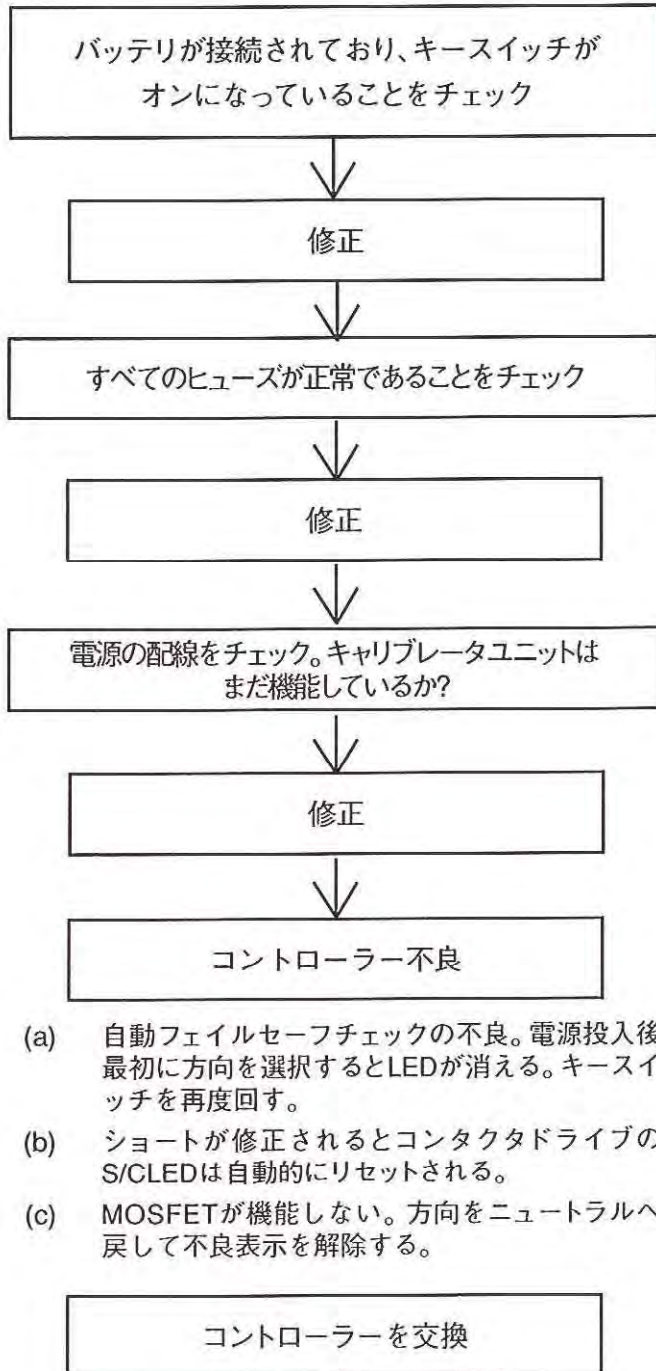 バッテリが接続されており、キースイッチが
オンになっていることをチェック
修正
すべてのヒューズが正常であることをチェック
修正
電源の配線をチェック。キャリブレータユニットは
まだ機能しているか?
修正
コントローラー不良
(a) 自動フェイルセーフチェックの不良。電源投入後
最初に方向を選択するとLEDが消える。キースイ
ッチを再度回す。
(b) ショートが修正されるとコンタクタドライブの
S/CLEDは自動的にリセットされる。
(c) MOSFETが機能しない。方向をニュートラルへ
戻して不良表示を解除する。
コントローラーを交換